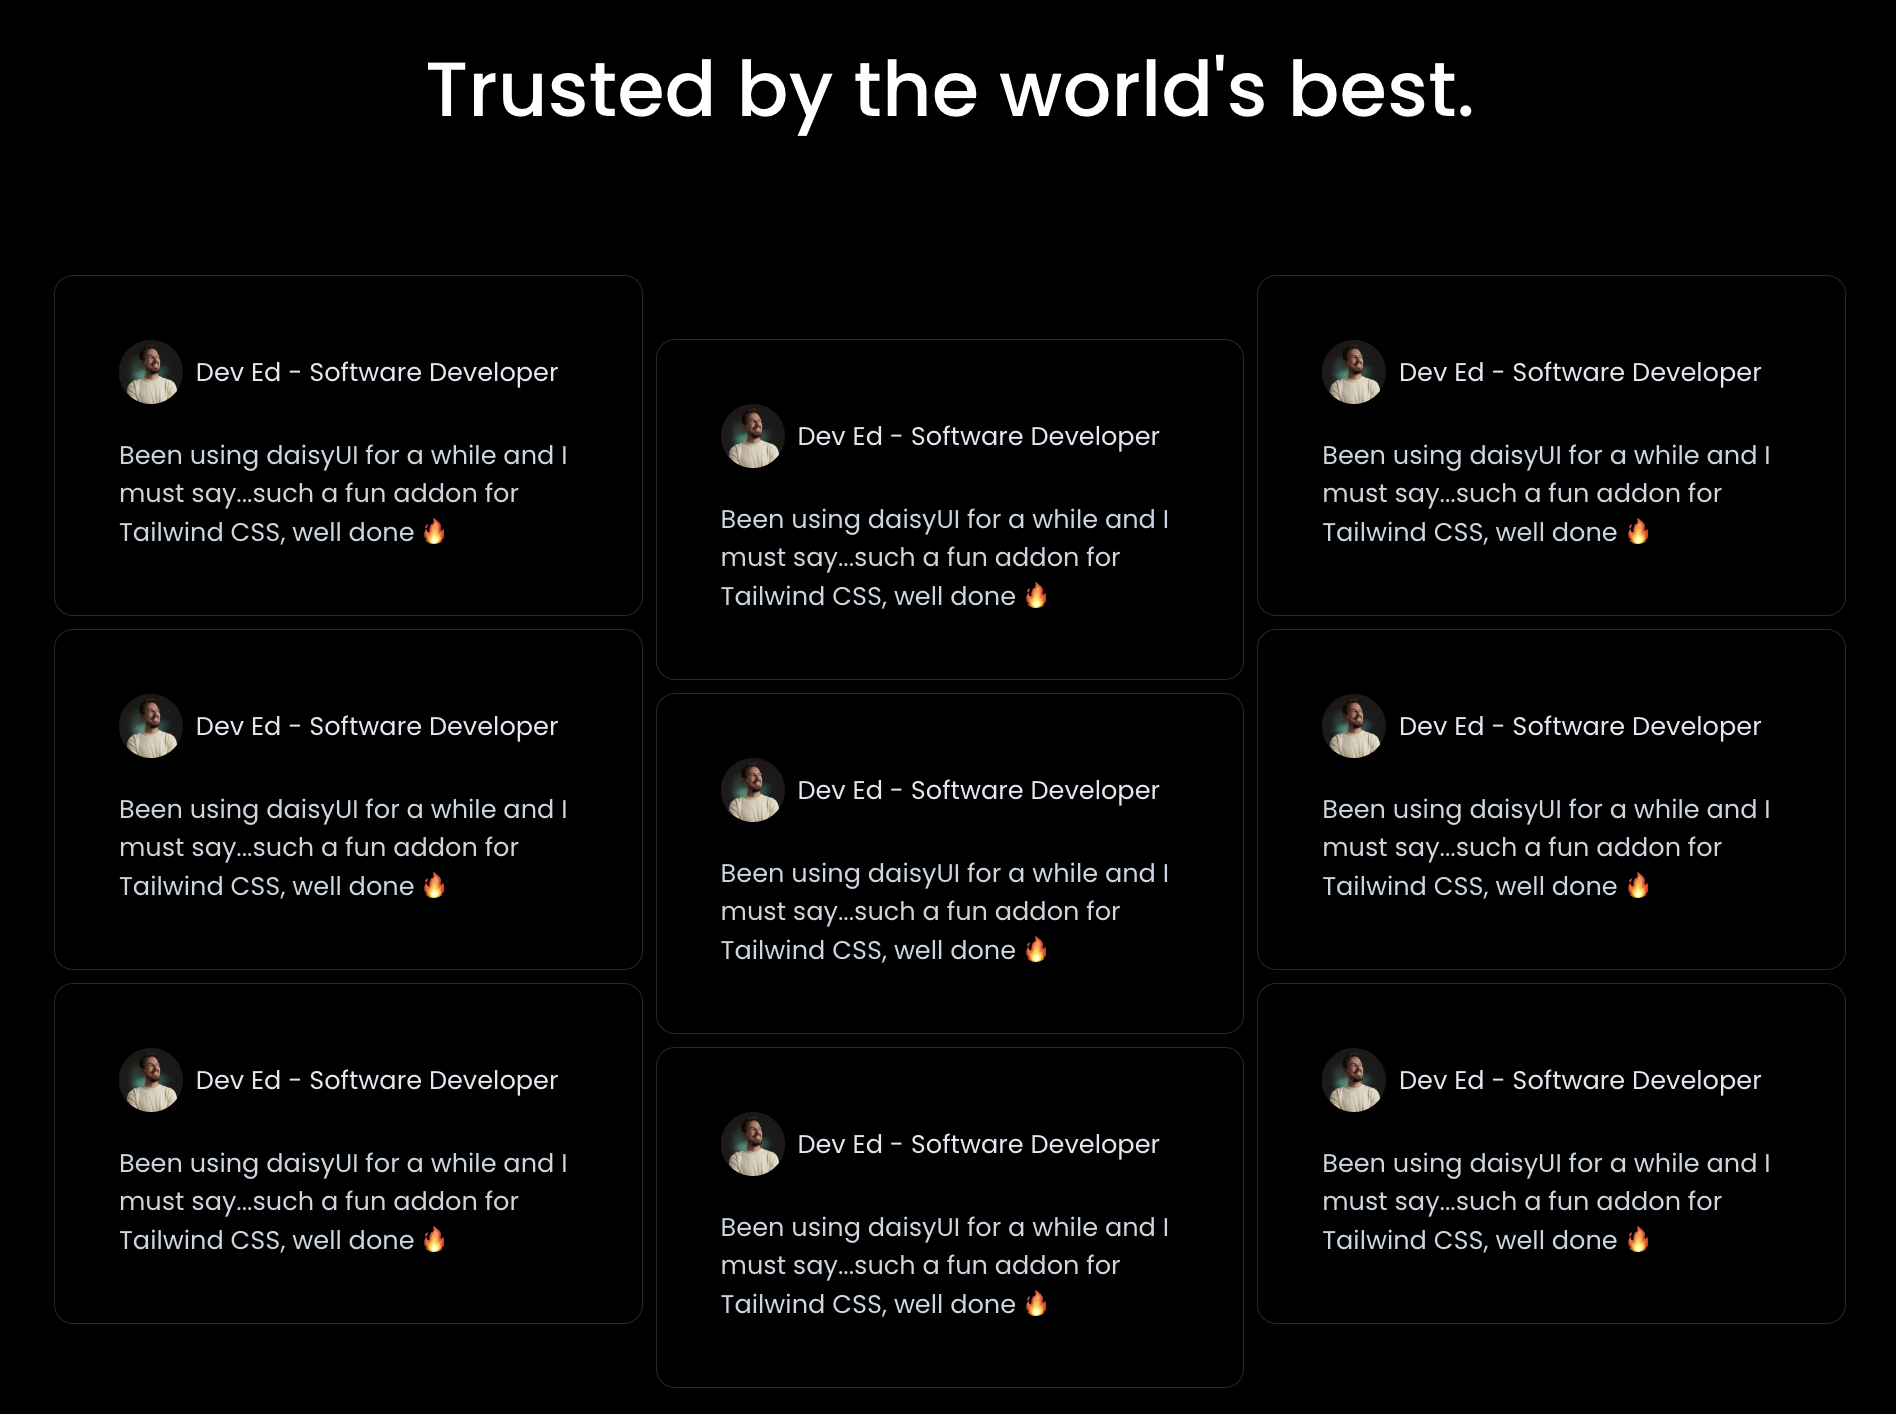 Trusted by the world's best.
Dev Ed - Software Developer
Been using daisyUI for a while and I
must say...such a fun addon for
Tailwind CSS, well done 🔥
Dev Ed - Software Developer
Been using daisyUI for a while and I
must say...such a fun addon for
Tailwind CSS, well done 🔥
Dev Ed - Software Developer
Been using daisyUI for a while and I
must say...such a fun addon for
Tailwind CSS, well done 🔥
Dev Ed - Software Developer
Been using daisyUI for a while and I
must say...such a fun addon for
Tailwind CSS, well done 🔥
Dev Ed - Software Developer
Been using daisyUI for a while and I
must say...such a fun addon for
Tailwind CSS, well done 🔥
Dev Ed - Software Developer
Been using daisyUI for a while and I
must say...such a fun addon for
Tailwind CSS, well done 🔥
Dev Ed - Software Developer
Been using daisyUI for a while and I
must say...such a fun addon for
Tailwind CSS, well done 🔥
Dev Ed - Software Developer
Been using daisyUI for a while and I
must say...such a fun addon for
Tailwind CSS, well done 🔥
Dev Ed - Software Developer
Been using daisyUI for a while and I
must say...such a fun addon for
Tailwind CSS, well done 🔥